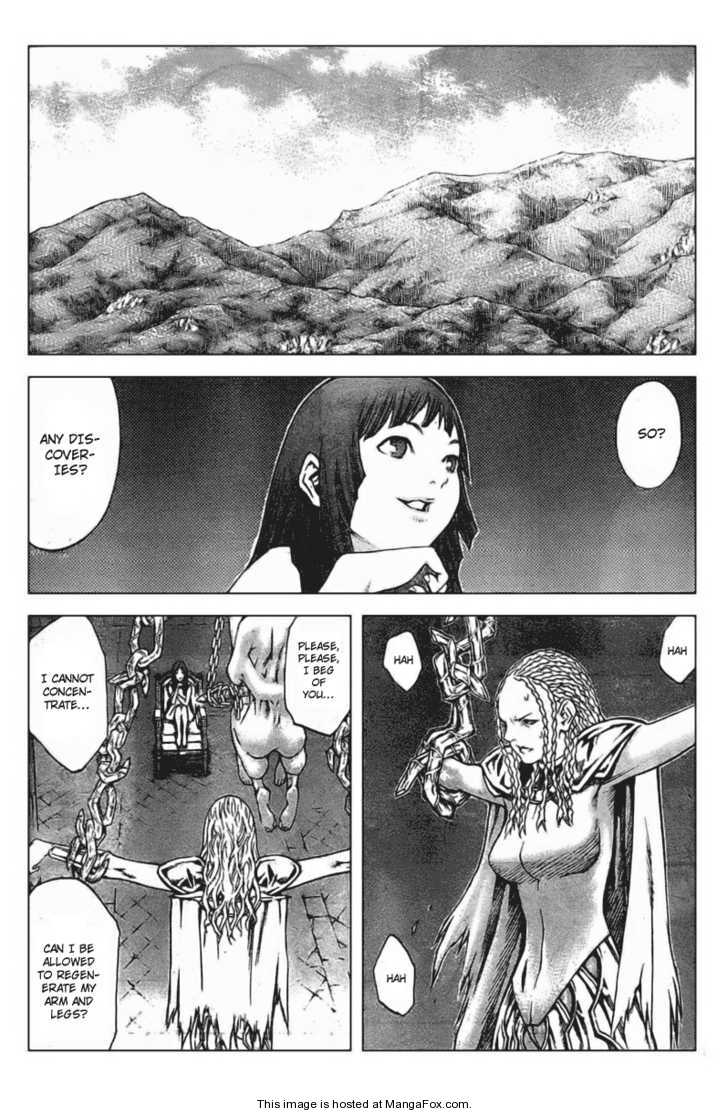 SO?
ANY DIS-
COVER-
IES?
PLEASE,
PLEASE,
I BEG
OF
YOU...
I CANNOT
CONCEN-
TRATE...
CAN I BE
ALLOWED
TO REGEN-
ERATE MY
ARM AND
LEGS?
HAH
HAH
HAH
This image is hosted at MangaFox.com.